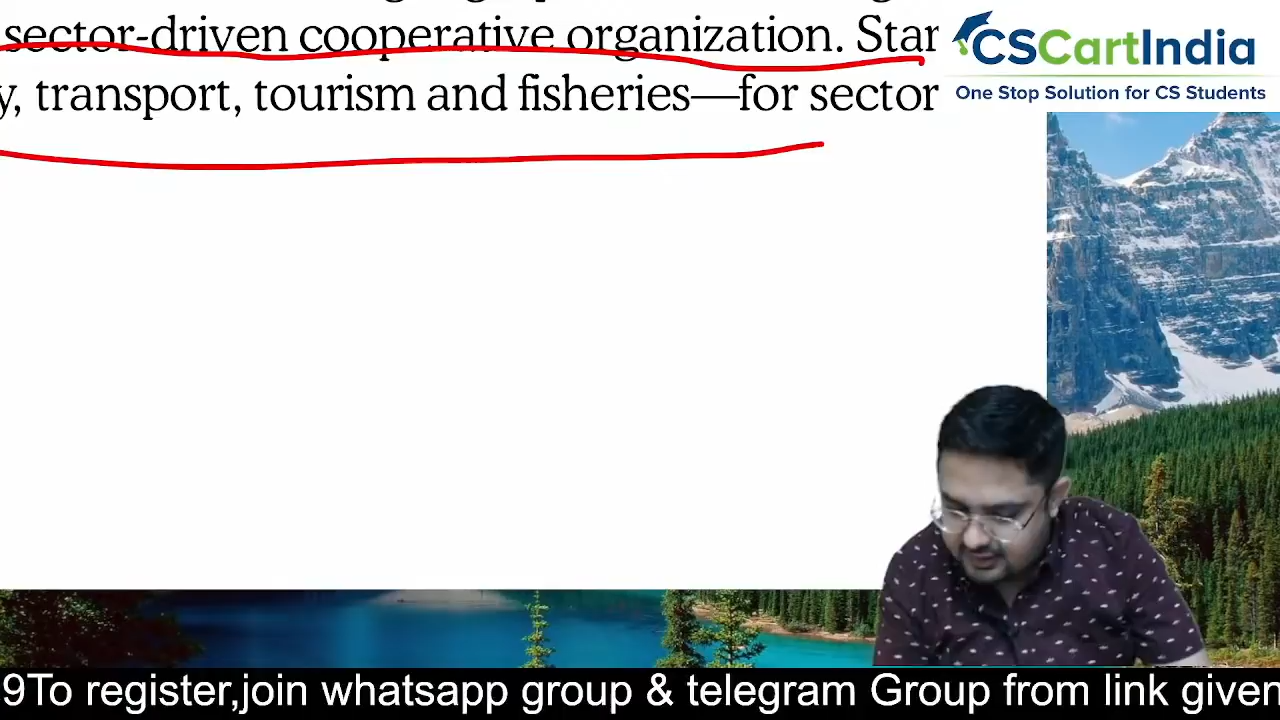 sector-driven cooperative organization. Star
y, transport, tourism and fisheries—for sector
CSCartIndia
One Stop Solution for CS Students
9To register,join whatsapp group & telegram Group from link given